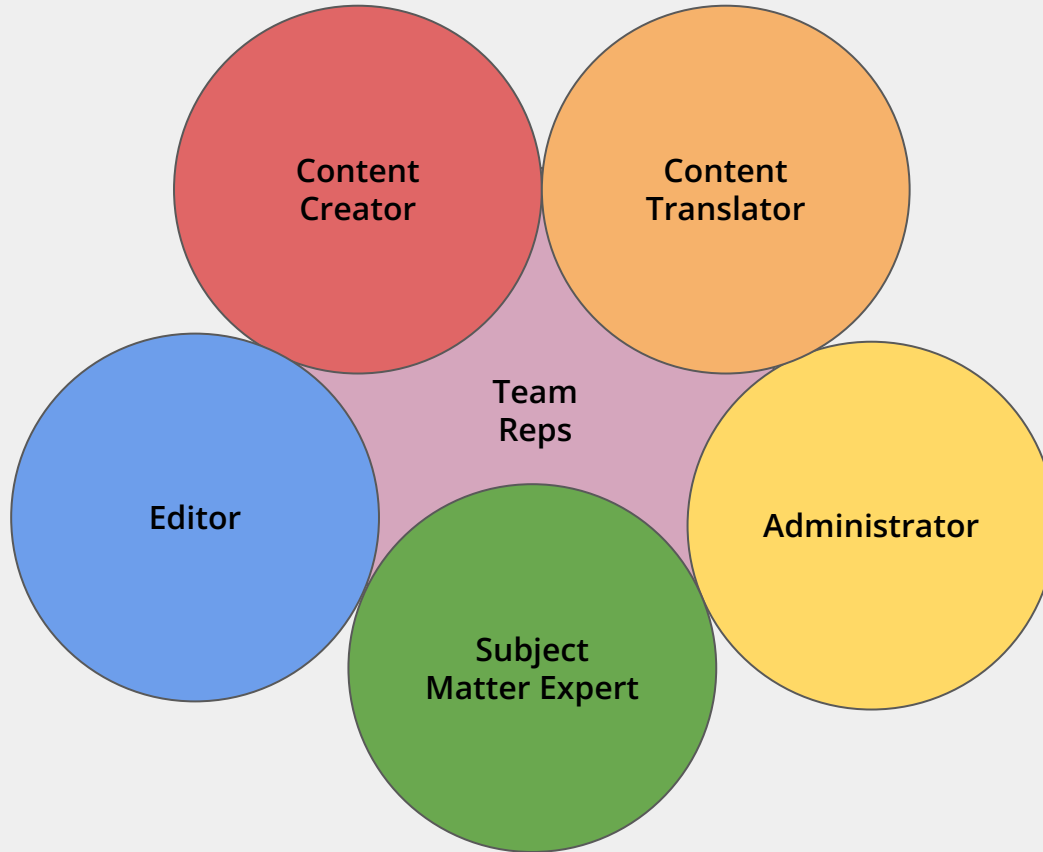 Content
Creator
Content
Translator
Team
Reps
Editor
Administrator
Subject
Matter Expert